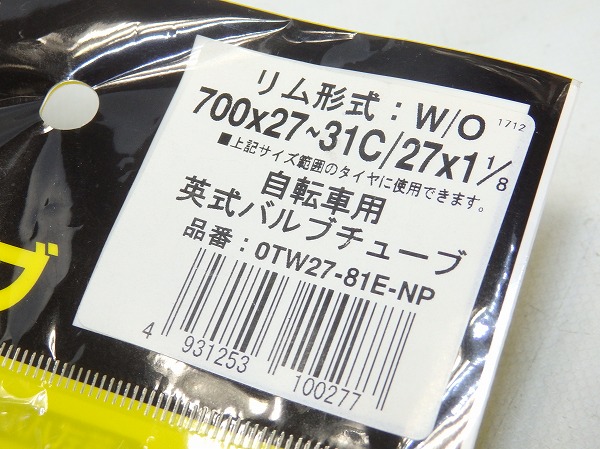 リム形式：W/O 1712
700x27~31C/27x1 1/8
■上記サイズ範囲のタイヤに使用できます。
自転車用
英式バルブチューブ
品番：0TW27-81E-NP
4 931253 100277
ブ